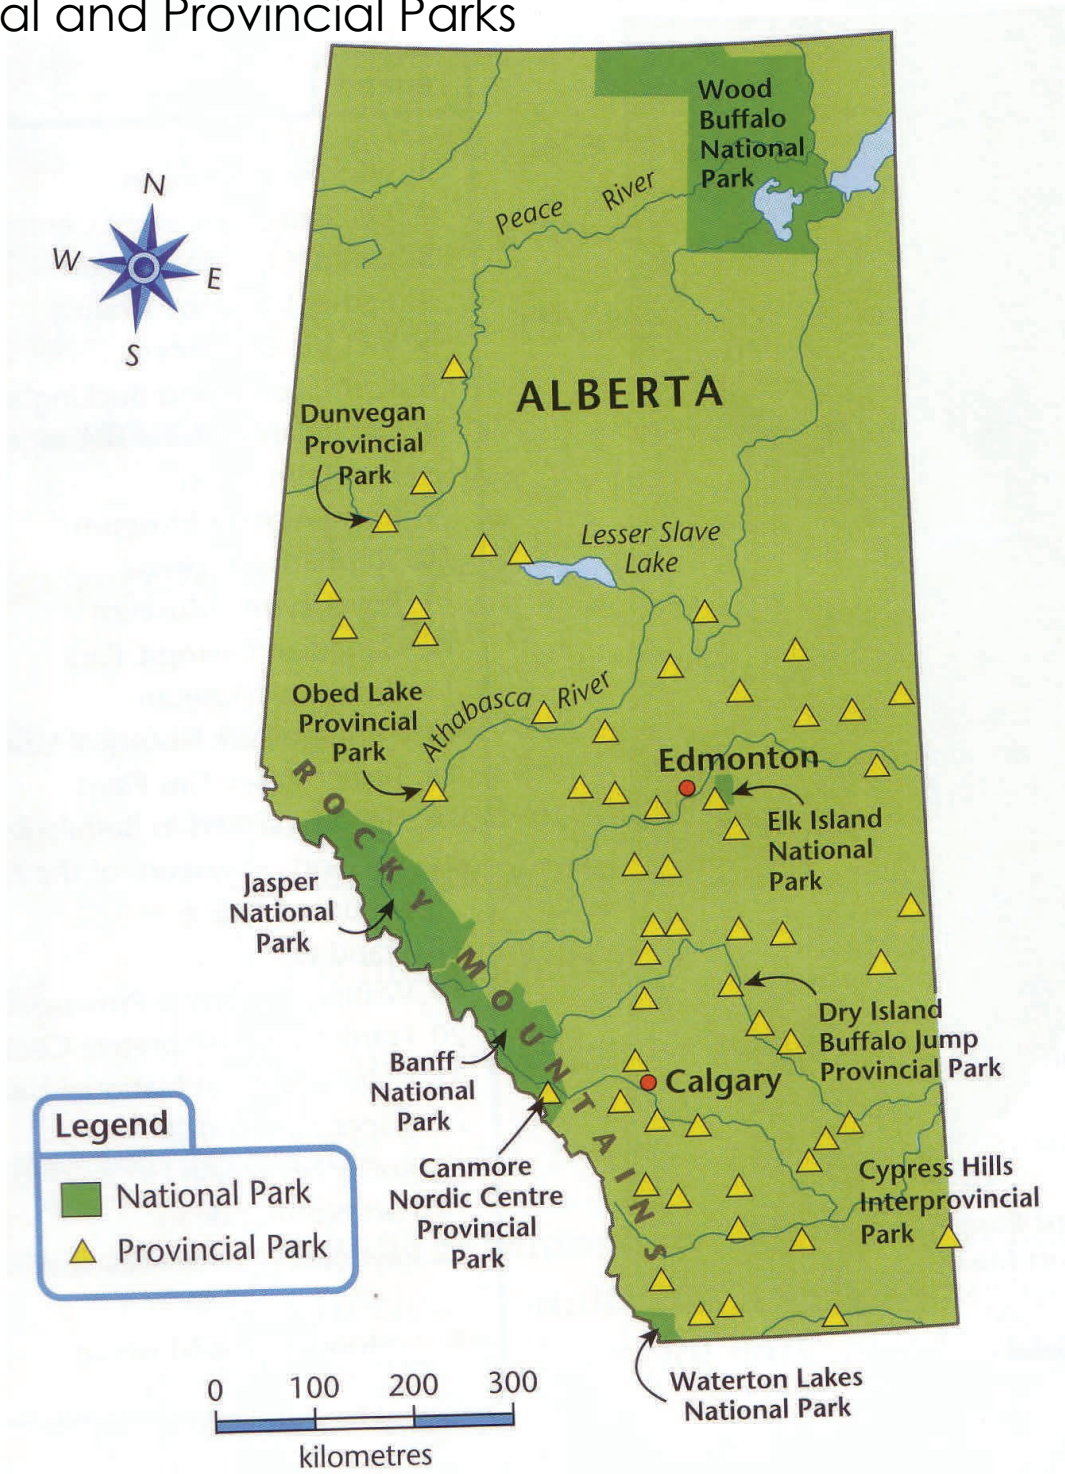 al and Provincial Parks
Wood
Buffalo
National
Park
Peace River
N
W
E
S
ALBERTA
Dunvegan
Provincial
Park
Lesser Slave
Lake
Obed Lake
Provincial
Park
Athabasca River
Edmonton
Elk Island
National
Park
ROCKY MOUNTAINS
Jasper
National
Park
Dry Island
Buffalo Jump
Provincial Park
Banff
National
Park
Calgary
Canmore
Nordic Centre
Provincial
Park
Cypress Hills
Interprovincial
Park
Legend
National Park
Provincial Park
Waterton Lakes
National Park
0 100 200 300
kilometres